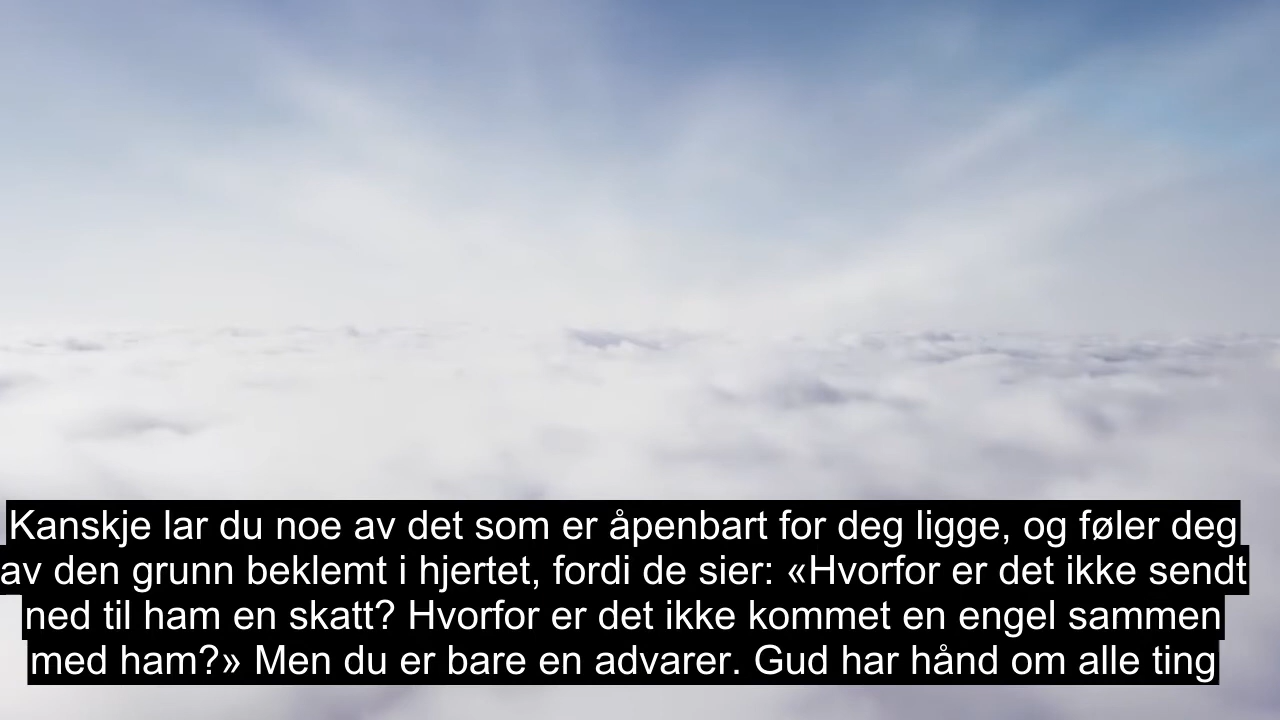 Kanskje lar du noe av det som er åpenbart for deg ligge, og føler deg
av den grunn beklemt i hjertet, fordi de sier: «Hvorfor er det ikke sendt
ned til ham en skatt? Hvorfor er det ikke kommet en engel sammen
med ham?» Men du er bare en advarer. Gud har hånd om alle ting